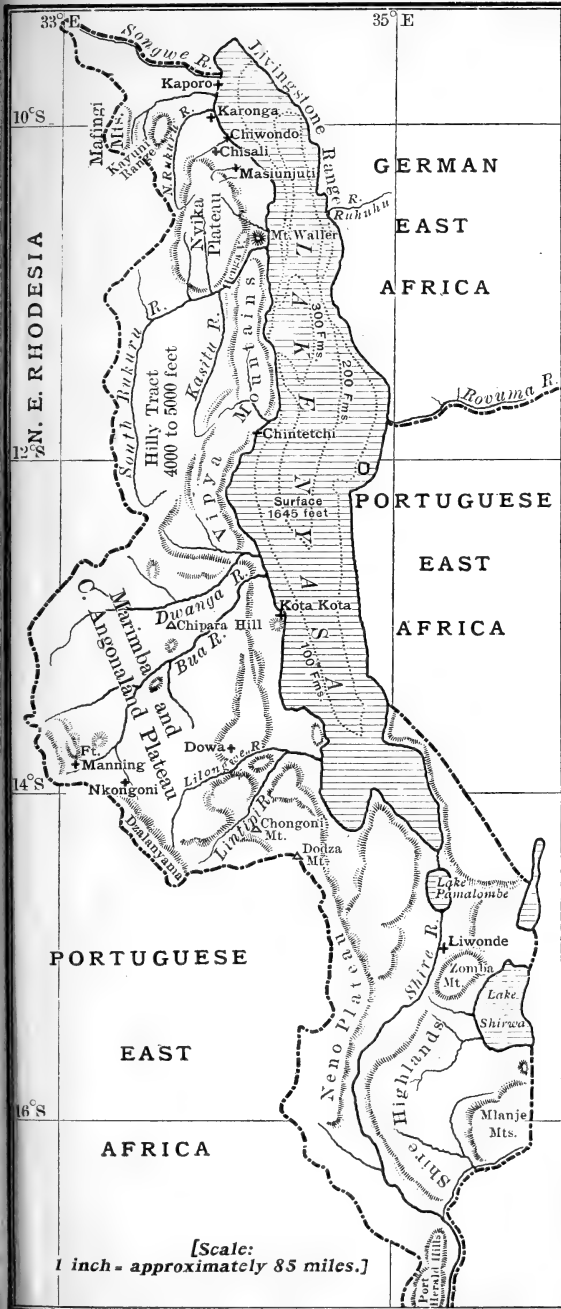 33° E
35° E
Songwe R.
Livingstone Range
Kaporo
10°S
Karonga
Mafingi Mts.
Kayuni Range
N. Rukuru R.
Chiwondo
Chisali
Masiunjuti
GERMAN
EAST
AFRICA
R. Rukuhu
Nyika
Plateau
Mt. Waller
N. E. RHODESIA
LAKE NYASA
300 Fms
200 Fms
South Rukuru R.
Kasitu R.
Hilly Tract
4000 to 5000 feet
Vipya Mountains
Rovuma R.
Chintetchi
12°S
Surface
1645 feet
PORTUGUESE
EAST
AFRICA
Dwanga R.
Chipara Hill
Kota Kota
Marimba and
C. Angonaland Plateau
Bua R.
100 Fms
Dowa
Ft.
Manning
Lilongwe R.
Nkongoni
14°S
Lintip R.
Chongoni
Mt.
Dzalanyama
Dodza
Mt.
Lake
Pamalombe
Liwonde
PORTUGUESE
EAST
AFRICA
Neno Plateau
Shire R.
Zomba
Mt.
Lake
Shirwa
Shire Highlands
16°S
Mlanje
Mts.
[Scale:
1 inch = approximately 85 miles.]
Port
Herald Hills